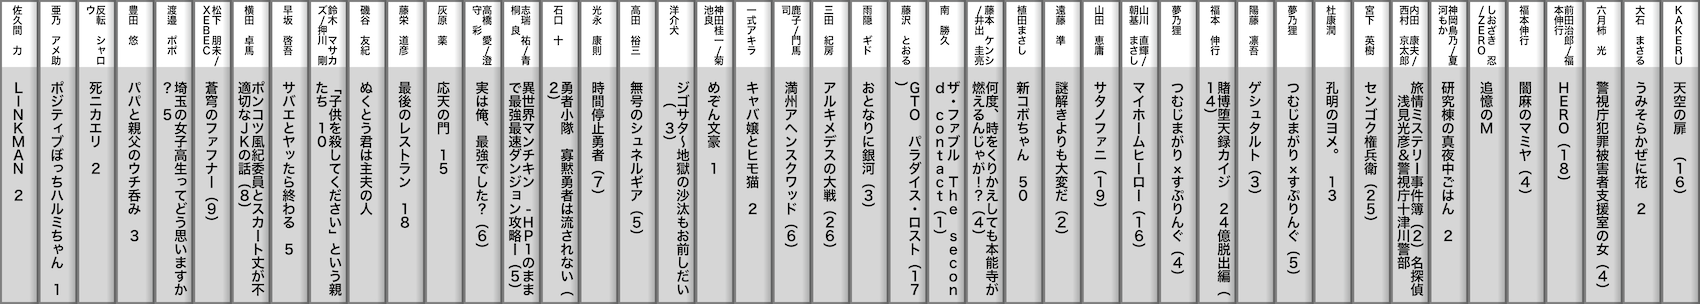 KAKERU
天空の扉　（16）
大石　まさる
うみそらかぜに花　2
六月柿　光
警視庁犯罪被害者支援室の女（4）
前田治郎/福
本伸行
HERO（18）
福本伸行
闇麻のマミヤ（4）
しおざき　忍
/ZERO
追憶のM
神岡鳥乃/夏
河もか
研究棟の真夜中ごはん　2
内田　康夫/
西村　京太郎
旅情ミステリー事件簿（2）名探偵
浅見光彦&警視庁十津川警部
宮下　英樹
センゴク権兵衛（25）
杜康潤
孔明のヨメ。　13
夢乃狸
つむじまがり×すぷりんぐ（5）
陽藤　凛吾
ゲシュタルト（3）
福本　伸行
賭博堕天録カイジ　24億脱出編（
14）
夢乃狸
つむじまがり×すぷりんぐ（4）
山川　直輝/
朝基　まさし
マイホームヒーロー（16）
山田　恵庸
サタノファニ（19）
遠藤　準
謎解きよりも大変だ（2）
植田まさし
新コボちゃん　50
藤本　ケンシ
/井出　圭亮
何度、時をくりかえしても本能寺が
燃えるんじゃが！？（4）
南　勝久
ザ・ファブル　The　secon
d　contact（1）
藤沢　とおる
GTO　パラダイス・ロスト（17
）
雨隠　ギド
おとなりに銀河（3）
三田　紀房
アルキメデスの大戦（26）
鹿子/門馬
司
満州アヘンスクワッド（6）
一式アキラ
キャバ嬢とヒモ猫　2
神田桂一/菊
池良
めぞん文豪　1
洋介犬
ジゴサタ～地獄の沙汰もお前しだい
（3）
高田　裕三
無号のシュネルギア（5）
光永　康則
時間停止勇者（7）
石口　十
勇者小隊　寡黙勇者は流されない（
2）
志瑞　祐/青
桐　良
異世界マンチキン　-HP1のまま
で最強最速ダンジョン攻略ー（5）
高橋　愛/澄
守　彩
実は俺、最強でした？（6）
灰原　薬
応天の門　15
藤栄　道彦
最後のレストラン　18
磯谷　友紀
ぬくとう君は主夫の人
鈴木　マサカ
ズ/押川　剛
「子供を殺してください」という親
たち　10
早坂　啓吾
サバエとヤッたら終わる　5
横田　卓馬
ポンコツ風紀委員とスカート丈が不
適切なJKの話（8）
松下　朋未/
XEBEC
蒼穹のファフナー（9）
渡邉　ポポ
埼玉の女子高生ってどう思いますか
？　5
豊田　悠
パパと親父のウチ呑み　3
反転　シャロ
ウ
死ニカエリ　2
亜乃　アメ助
ポジティブぼっちハルミちゃん　1
佐久間　力
LINKMAN　2